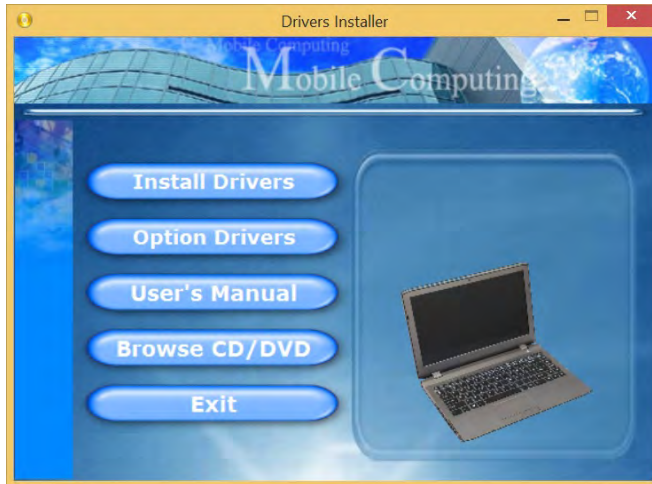 Drivers Installer
Mobile Computing
Mobile Computing
Install Drivers
Option Drivers
User's Manual
Browse CD/DVD
Exit